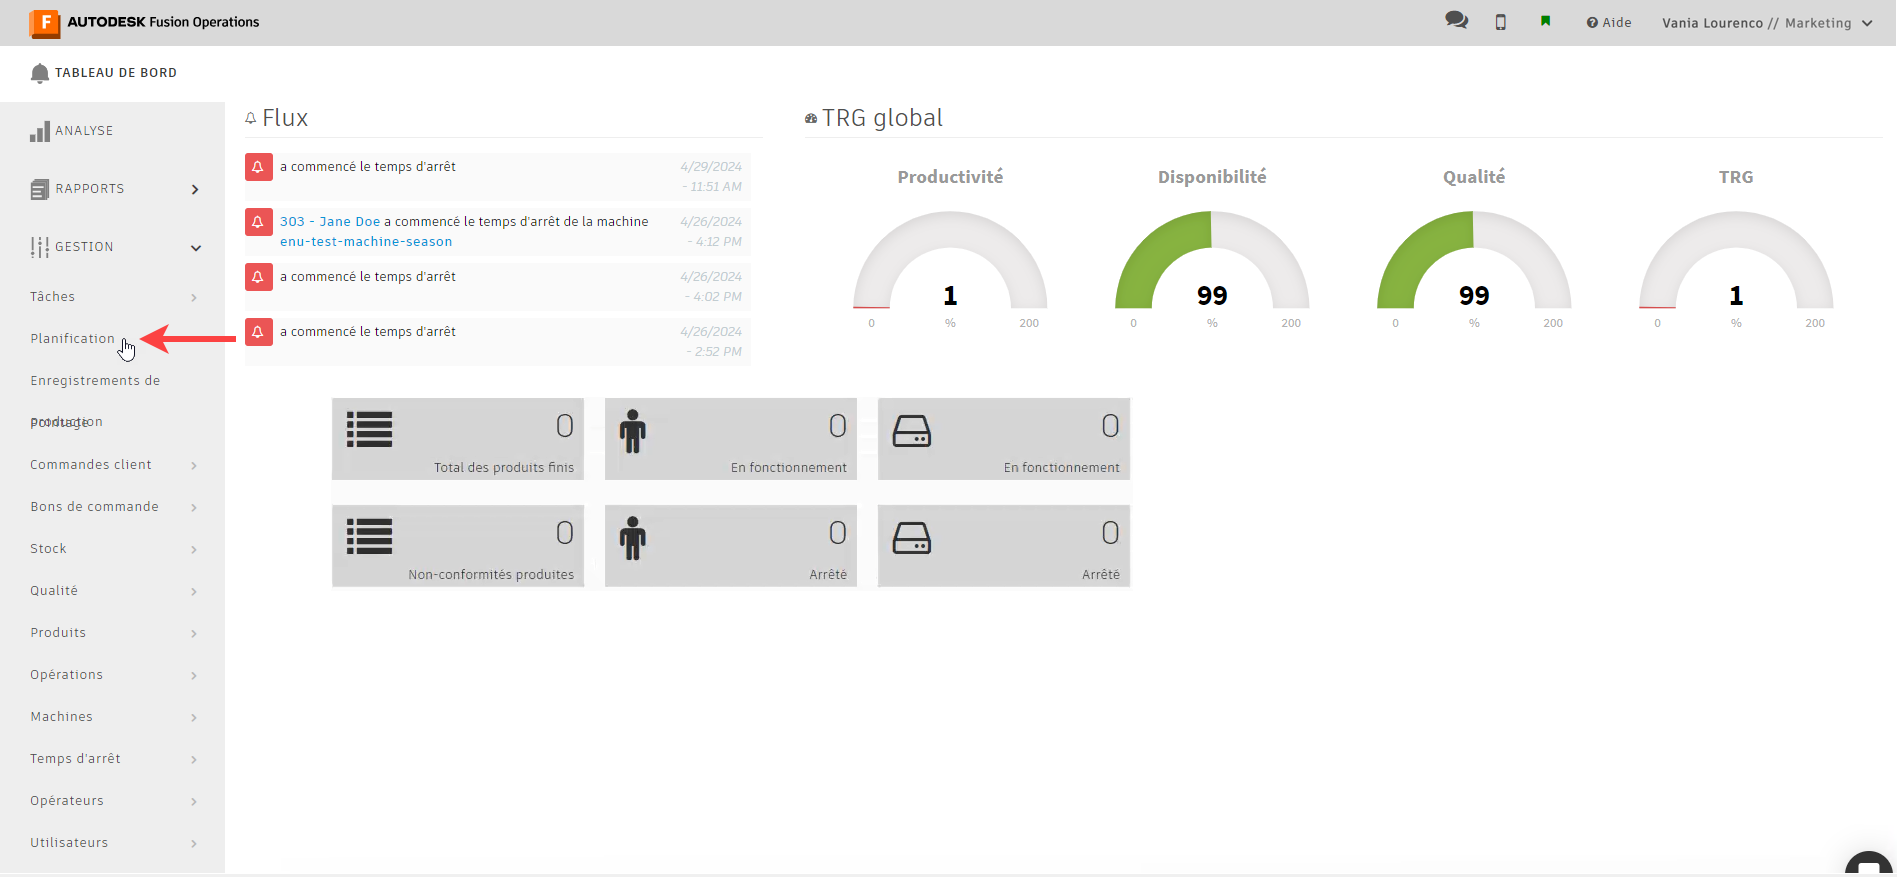 F AUTODESK Fusion Operations
Aide
Vania Lourenco // Marketing
TABLEAU DE BORD
ANALYSE
RAPPORTS
GESTION
Tâches
Planification
Enregistrements de
production
Pointage
Commandes client
Bons de commande
Stock
Qualité
Produits
Opérations
Machines
Temps d'arrêt
Opérateurs
Utilisateurs
Flux
a commencé le temps d'arrêt
4/29/2024
- 11:51 AM
303 - Jane Doe a commencé le temps d'arrêt de la machine
enu-test-machine-season
4/26/2024
- 4:12 PM
a commencé le temps d'arrêt
4/26/2024
- 4:02 PM
a commencé le temps d'arrêt
4/26/2024
- 2:52 PM
TRG global
Productivité
1
0 % 200
Disponibilité
99
0 % 200
Qualité
99
0 % 200
TRG
1
0 % 200
0
Total des produits finis
0
En fonctionnement
0
En fonctionnement
0
Non-conformités produites
0
Arrêté
0
Arrêté